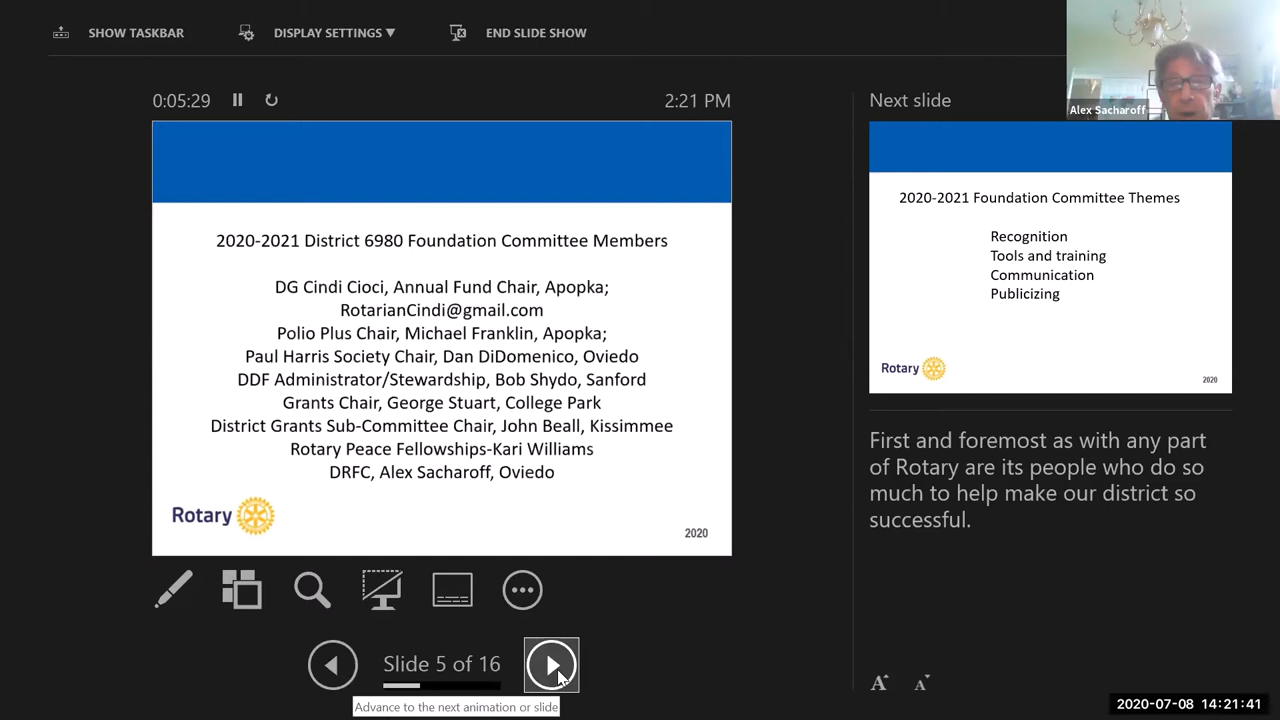 SHOW TASKBAR
DISPLAY SETTINGS ▼
END SLIDE SHOW
Alex Sacharoff
0:05:29
2:21 PM
2020-2021 District 6980 Foundation Committee Members
DG Cindi Cioci, Annual Fund Chair, Apopka;
RotarianCindi@gmail.com
Polio Plus Chair, Michael Franklin, Apopka;
Paul Harris Society Chair, Dan DiDomenico, Oviedo
DDF Administrator/Stewardship, Bob Shydo, Sanford
Grants Chair, George Stuart, College Park
District Grants Sub-Committee Chair, John Beall, Kissimmee
Rotary Peace Fellowships-Kari Williams
DRFC, Alex Sacharoff, Oviedo
Rotary
2020
Slide 5 of 16
Advance to the next animation or slide
Next slide
2020-2021 Foundation Committee Themes
Recognition
Tools and training
Communication
Publicizing
Rotary
2020
First and foremost as with any part
of Rotary are its people who do so
much to help make our district so
successful.
A A
2020-07-08 14:21:41